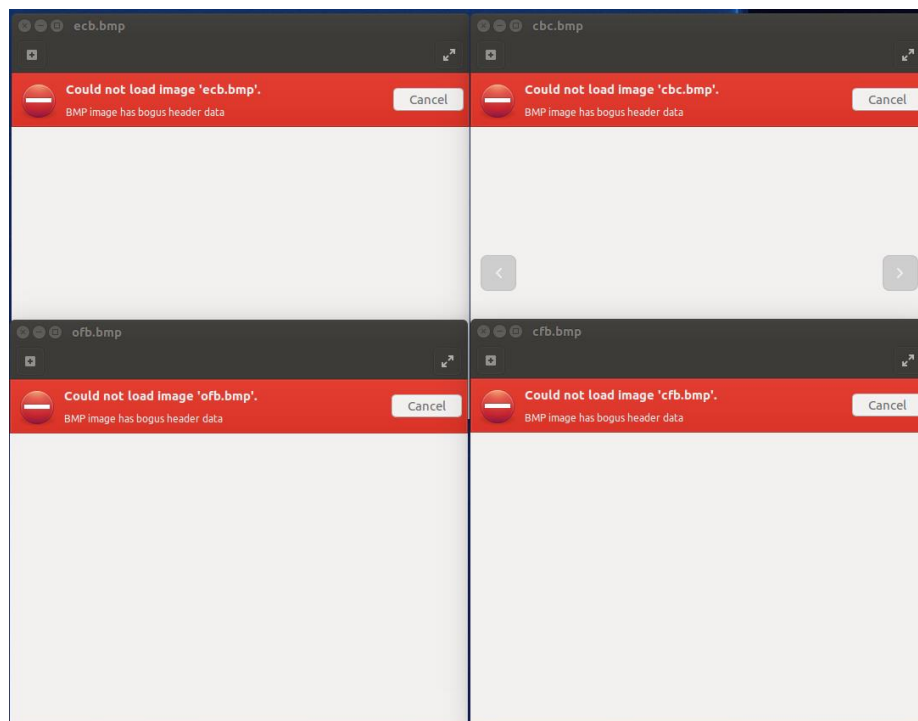 ecb.bmp
Could not load image 'ecb.bmp'.
BMP image has bogus header data
Cancel
cbc.bmp
Could not load image 'cbc.bmp'.
BMP image has bogus header data
Cancel
ofb.bmp
Could not load image 'ofb.bmp'.
BMP image has bogus header data
Cancel
cfb.bmp
Could not load image 'cfb.bmp'.
BMP image has bogus header data
Cancel